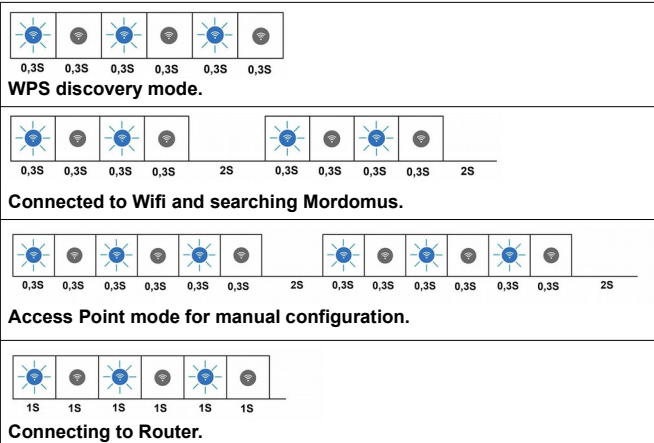 0,3S 0,3S 0,3S 0,3S 0,3S 0,3S
WPS discovery mode.
0,3S 0,3S 0,3S 0,3S 2S 0,3S 0,3S 0,3S 0,3S 2S
Connected to Wifi and searching Mordomus.
0,3S 0,3S 0,3S 0,3S 0,3S 0,3S 2S 0,3S 0,3S 0,3S 0,3S 0,3S 0,3S 2S
Access Point mode for manual configuration.
1S 1S 1S 1S 1S 1S
Connecting to Router.